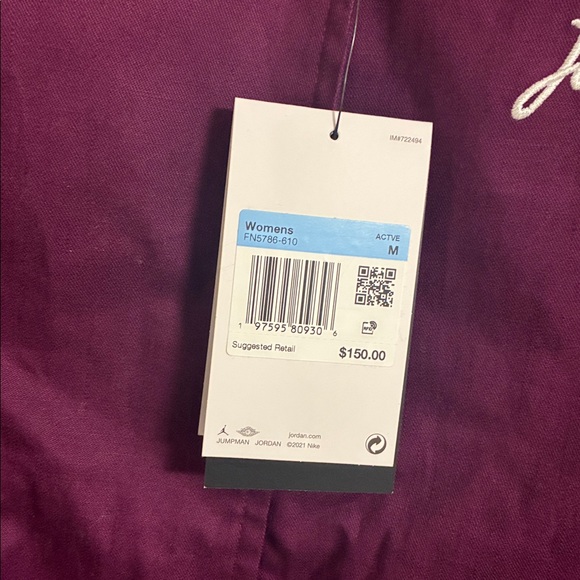 IM#722494
Womens
FN5786-610
ACTVE
M
1 97595 80930 6
RFID
Suggested Retail
$150.00
JUMPMAN JORDAN
jordan.com
©2021 Nike